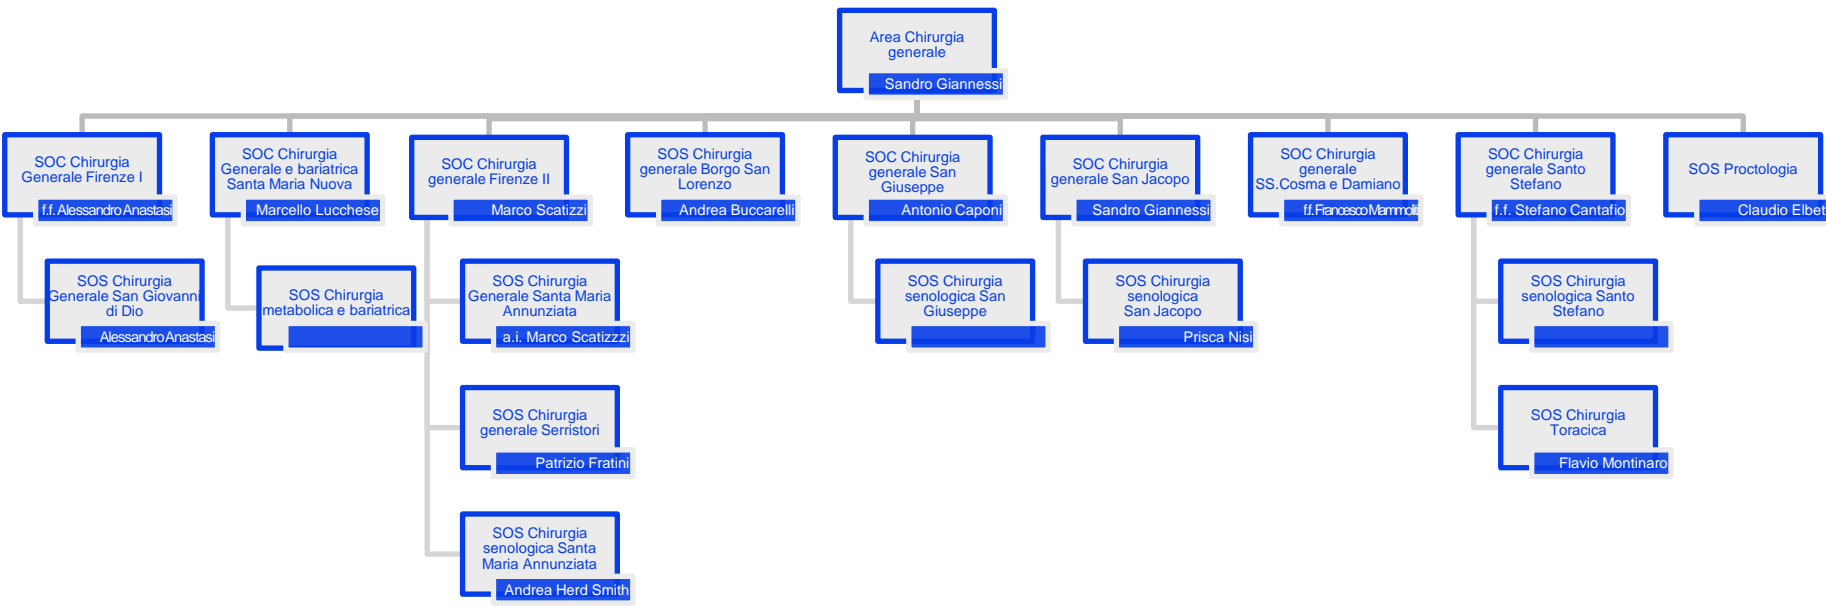 Area Chirurgia
generale
Sandro Giannessi
SOC Chirurgia
Generale Firenze I
f.f. Alessandro Anastasi
SOC Chirurgia
Generale e bariatrica
Santa Maria Nuova
Marcello Lucchese
SOC Chirurgia
generale Firenze II
Marco Scatizzi
SOS Chirurgia
generale Borgo San
Lorenzo
Andrea Buccarelli
SOC Chirurgia
generale San
Giuseppe
Antonio Caponi
SOC Chirurgia
generale San Jacopo
Sandro Giannessi
SOC Chirurgia
generale
SS.Cosma e Damiano
ff. Francesco Mammoliti
SOC Chirurgia
generale Santo
Stefano
f.f. Stefano Cantafio
SOS Proctologia
Claudio Elbet
SOS Chirurgia
Generale San Giovanni
di Dio
Alessandro Anastasi
SOS Chirurgia
metabolica e bariatrica
SOS Chirurgia
Generale Santa Maria
Annunziata
a.i. Marco Scatizzzi
SOS Chirurgia
generale Serristori
Patrizio Fratini
SOS Chirurgia
senologica Santa
Maria Annunziata
Andrea Herd Smith
SOS Chirurgia
senologica San
Giuseppe
SOS Chirurgia
senologica
San Jacopo
Prisca Nisi
SOS Chirurgia
senologica Santo
Stefano
SOS Chirurgia
Toracica
Flavio Montinaro